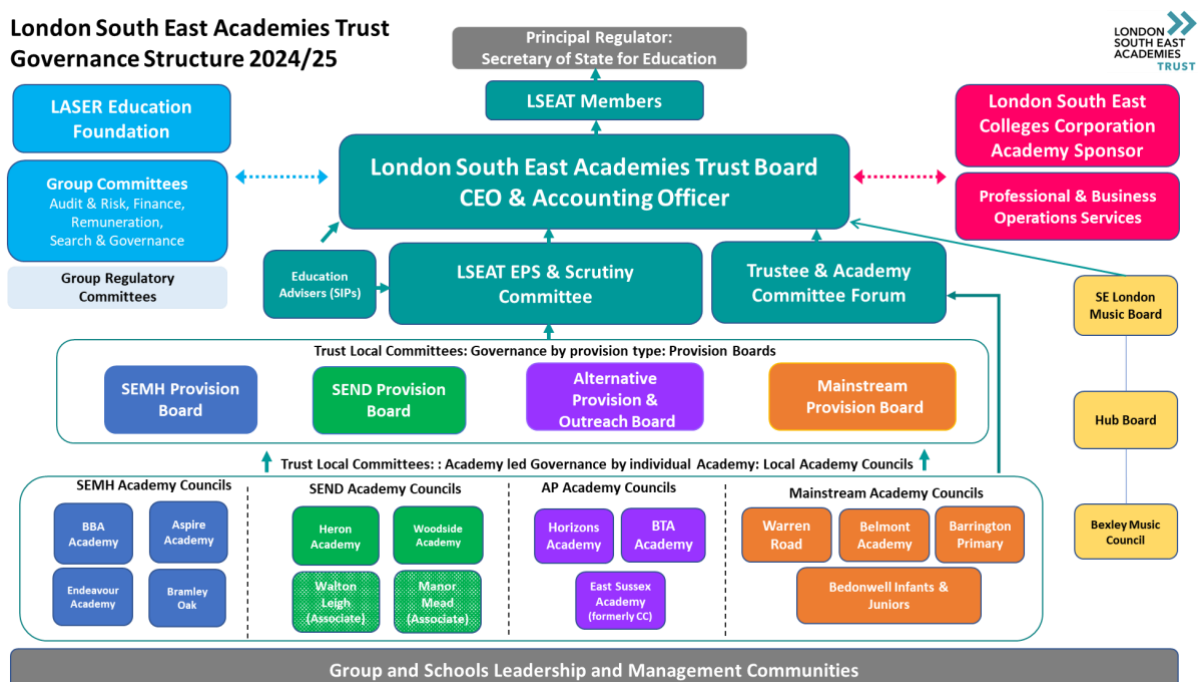 London South East Academies Trust
Governance Structure 2024/25
Principal Regulator:
Secretary of State for Education
LONDON
SOUTH EAST
ACADEMIES
TRUST
LSEAT Members
LASER Education
Foundation
London South East
Colleges Corporation
Academy Sponsor
London South East Academies Trust Board
CEO & Accounting Officer
Group Committees
Audit & Risk, Finance,
Remuneration,
Search & Governance
Professional & Business
Operations Services
Group Regulatory
Committees
Education
Advisers (SIPs)
LSEAT EPS & Scrutiny
Committee
Trustee & Academy
Committee Forum
SE London
Music Board
Trust Local Committees: Governance by provision type: Provision Boards
SEMH Provision
Board
SEND Provision
Board
Alternative
Provision &
Outreach Board
Mainstream
Provision Board
Hub Board
Trust Local Committees: : Academy led Governance by individual Academy: Local Academy Councils
SEMH Academy Councils
SEND Academy Councils
AP Academy Councils
Mainstream Academy Councils
BBA
Academy
Aspire
Academy
Heron
Academy
Woodside
Academy
Horizons
Academy
BTA
Academy
Warren
Road
Belmont
Academy
Barrington
Primary
Bexley Music
Council
Endeavour
Academy
Bramley
Oak
Walton
Leigh
(Associate)
Manor
Mead
(Associate)
East Sussex
Academy
(formerly CC)
Bedonwell Infants &
Juniors
Group and Schools Leadership and Management Communities